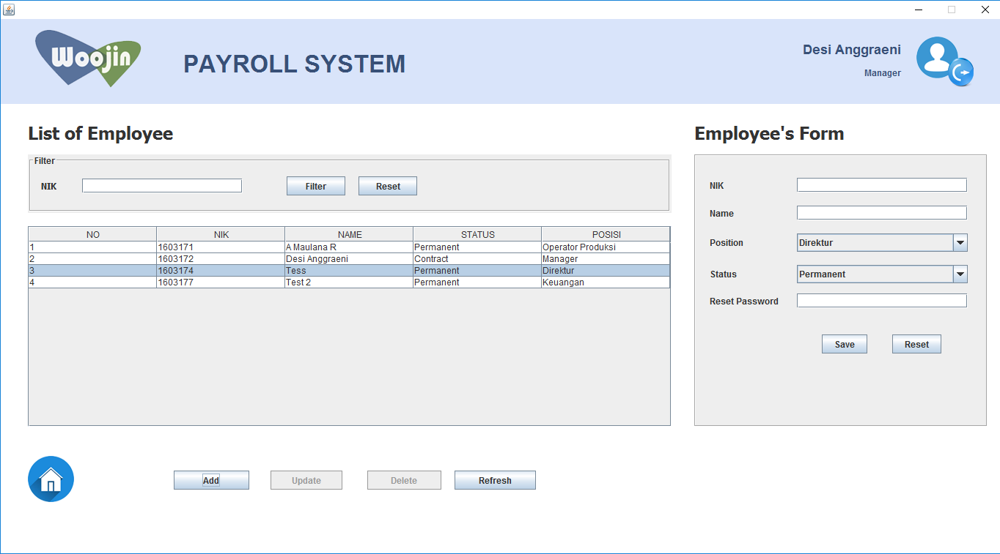 Woojin
PAYROLL SYSTEM
Desi Anggraeni
Manager
List of Employee
Filter
NIK
Filter
Reset
NO NIK NAME STATUS POSISI
1 1603171 A Maulana R Permanent Operator Produksi
2 1603172 Desi Anggraeni Contract Manager
3 1603174 Tess Permanent Direktur
4 1603177 Test 2 Permanent Keuangan
Add
Update
Delete
Refresh
Employee's Form
NIK
Name
Position Direktur
Status Permanent
Reset Password
Save
Reset